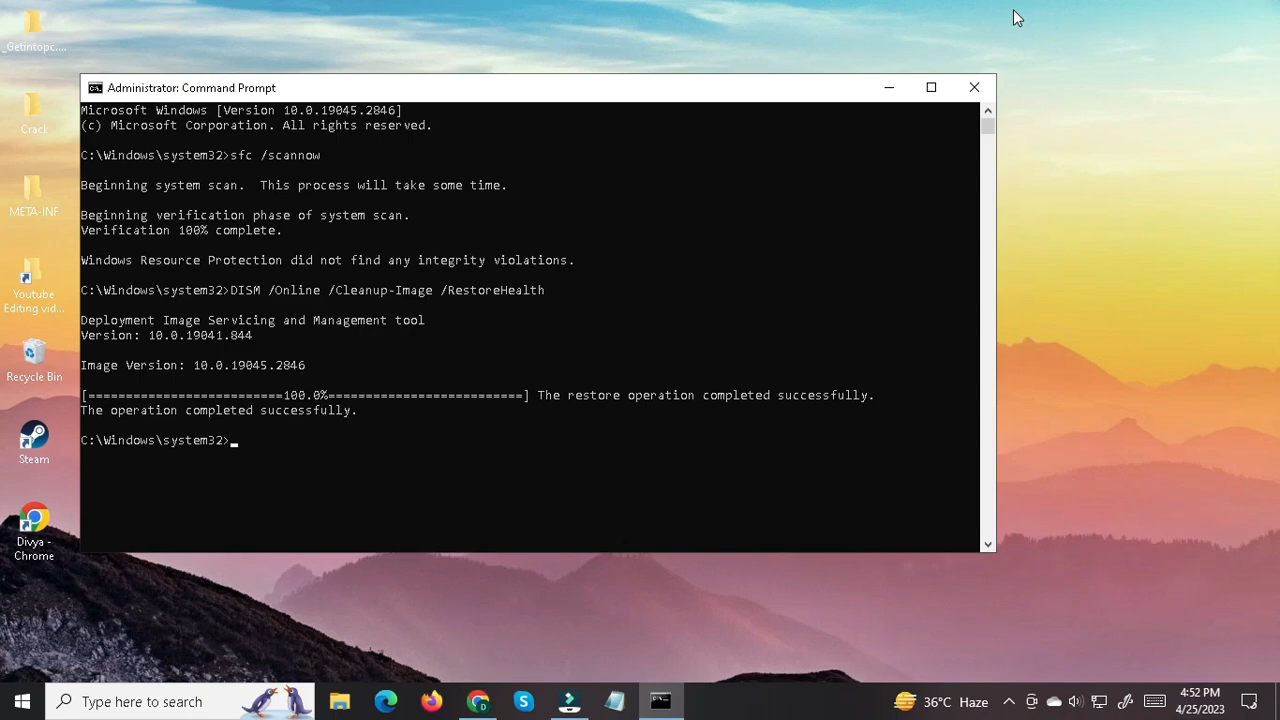 _Getintopc....
Crack
META-INF
Youtube
Editing vid...
Recycle Bin
Steam
Divya -
Chrome
Administrator: Command Prompt
Microsoft Windows [Version 10.0.19045.2846]
(c) Microsoft Corporation. All rights reserved.
C:\Windows\system32>sfc /scannow
Beginning system scan.  This process will take some time.
Beginning verification phase of system scan.
Verification 100% complete.
Windows Resource Protection did not find any integrity violations.
C:\Windows\system32>DISM /Online /Cleanup-Image /RestoreHealth
Deployment Image Servicing and Management tool
Version: 10.0.19041.844
Image Version: 10.0.19045.2846
[==========================100.0%==========================] The restore operation completed successfully.
The operation completed successfully.
C:\Windows\system32>
Type here to search
36°C Haze
4:52 PM
4/25/2023